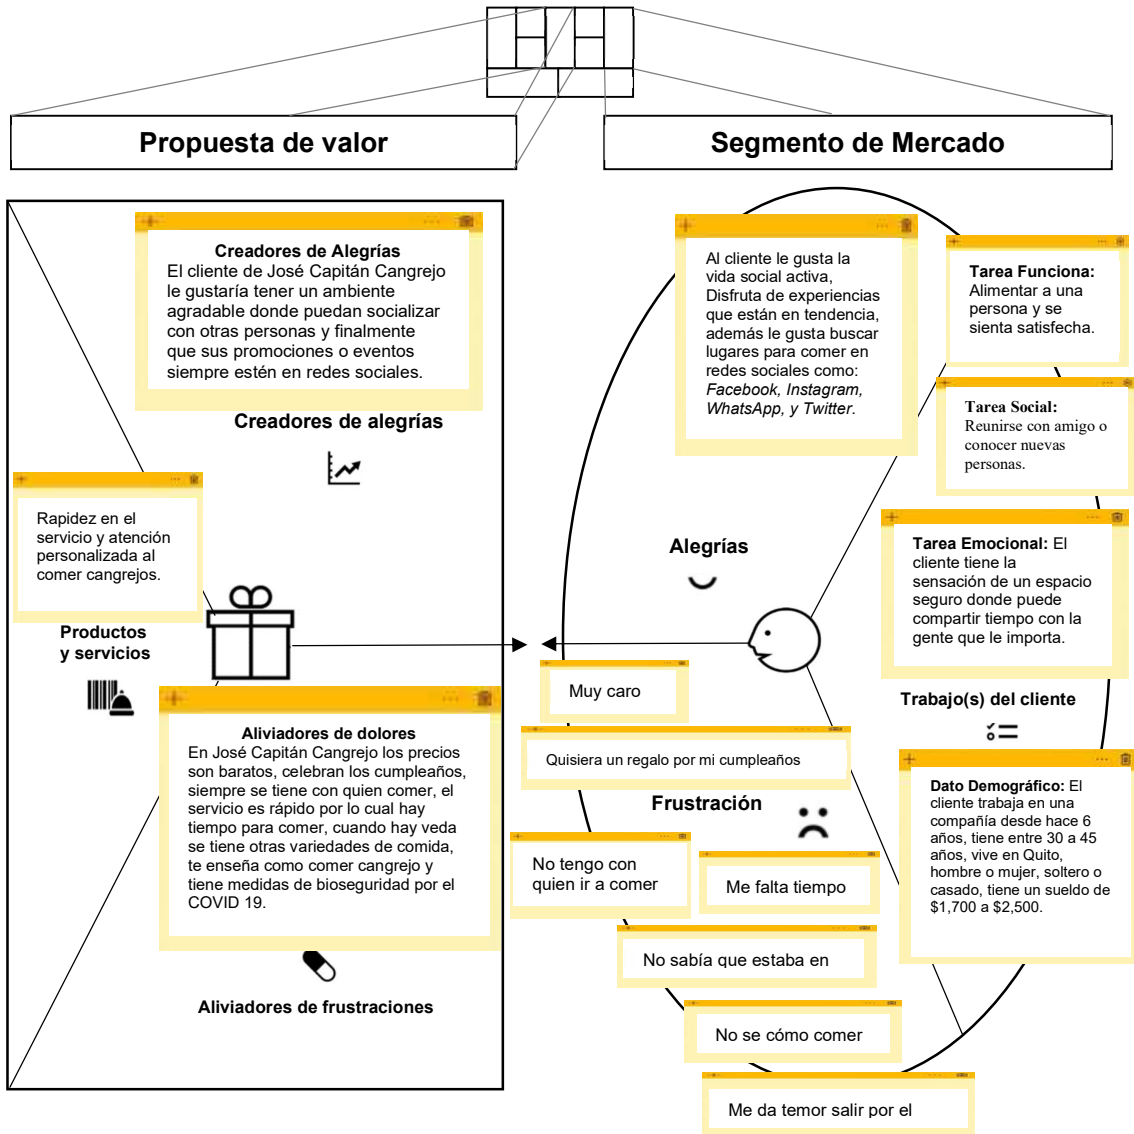 Propuesta de valor
Segmento de Mercado
Creadores de Alegrías
El cliente de José Capitán Cangrejo
le gustaría tener un ambiente
agradable donde puedan socializar
con otras personas y finalmente
que sus promociones o eventos
siempre estén en redes sociales.
Creadores de alegrías
Rapidez en el
servicio y atención
personalizada al
comer cangrejos.
Productos
y servicios
Aliviadores de dolores
En José Capitán Cangrejo los precios
son baratos, celebran los cumpleaños,
siempre se tiene con quien comer, el
servicio es rápido por lo cual hay
tiempo para comer, cuando hay veda
se tiene otras variedades de comida,
te enseña como comer cangrejo y
tiene medidas de bioseguridad por el
COVID 19.
Aliviadores de frustraciones
Al cliente le gusta la
vida social activa,
Disfruta de experiencias
que están en tendencia,
además le gusta buscar
lugares para comer en
redes sociales como:
Facebook, Instagram,
WhatsApp, y Twitter.
Tarea Funciona:
Alimentar a una
persona y se
sienta satisfecha.
Tarea Social:
Reunirse con amigo o
conocer nuevas
personas.
Alegrías
Tarea Emocional: El
cliente tiene la
sensación de un espacio
seguro donde puede
compartir tiempo con la
gente que le importa.
Trabajo(s) del cliente
Dato Demográfico: El
cliente trabaja en una
compañía desde hace 6
años, tiene entre 30 a 45
años, vive en Quito,
hombre o mujer, soltero o
casado, tiene un sueldo de
$1,700 a $2,500.
Muy caro
Quisiera un regalo por mi cumpleaños
Frustración
No tengo con
quien ir a comer
Me falta tiempo
No sabía que estaba en
No se cómo comer
Me da temor salir por el